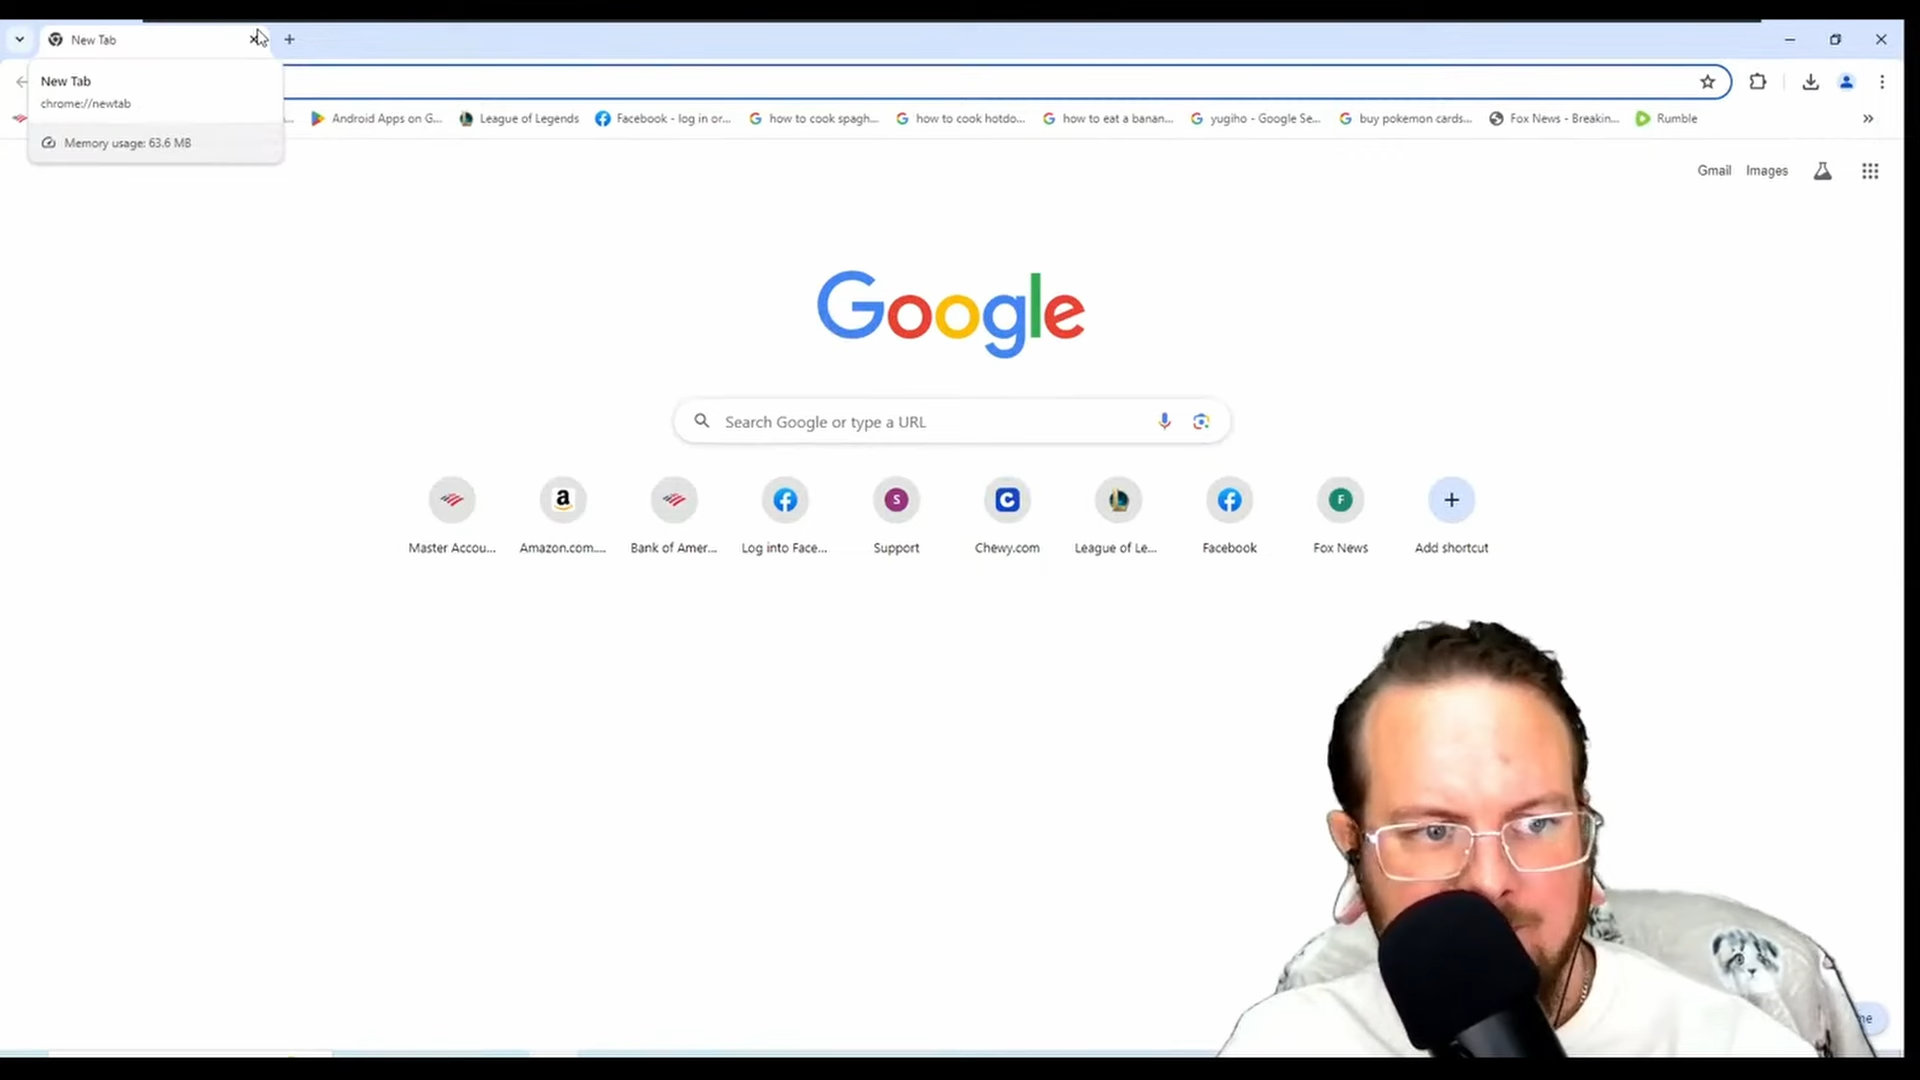 New Tab
New Tab
chrome://newtab
Memory usage: 63.6 MB
Android Apps on G...
League of Legends
Facebook - log in or...
how to cook spagh...
how to cook hotdo...
how to eat a banan...
yugiho - Google Se...
buy pokemon cards...
Fox News - Breakin...
Rumble
Gmail
Images
Google
Search Google or type a URL
Master Accou...
Amazon.com....
Bank of Amer...
Log into Face...
S
Support
Chewy.com
League of Le...
Facebook
F
Fox News
Add shortcut